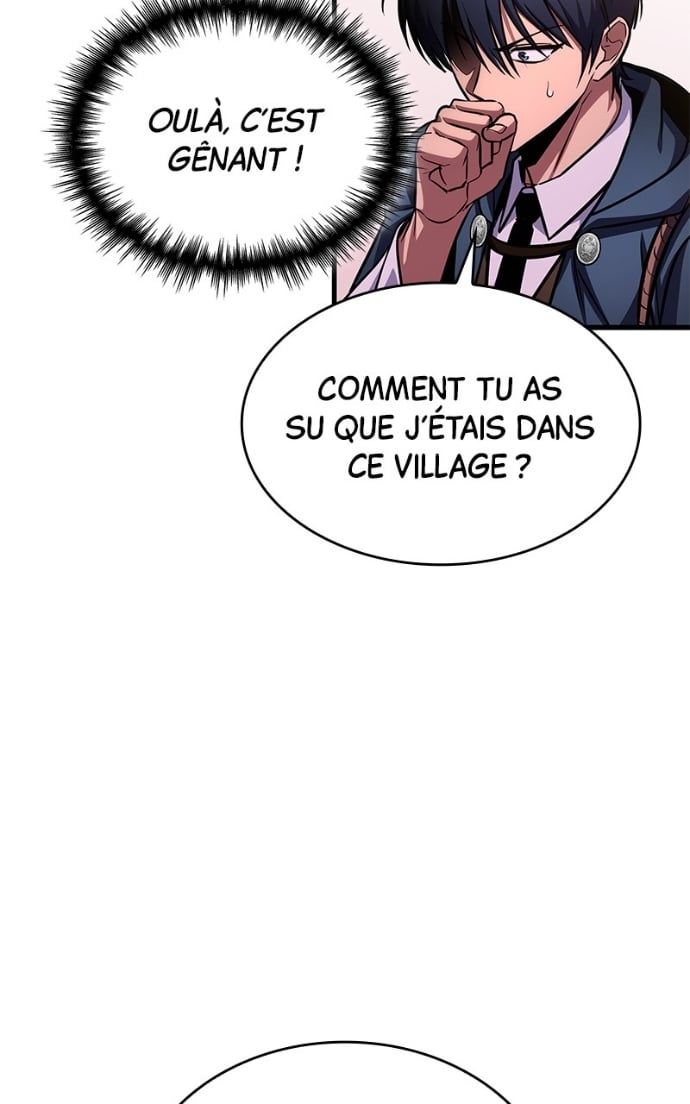 OULÀ, C'EST
GÊNANT !
COMMENT TU AS
SU QUE J'ÉTAIS DANS
CE VILLAGE ?